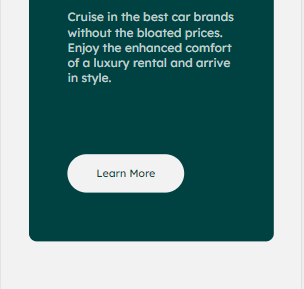 Cruise in the best car brands
without the bloated prices.
Enjoy the enhanced comfort
of a luxury rental and arrive
in style.
Learn More